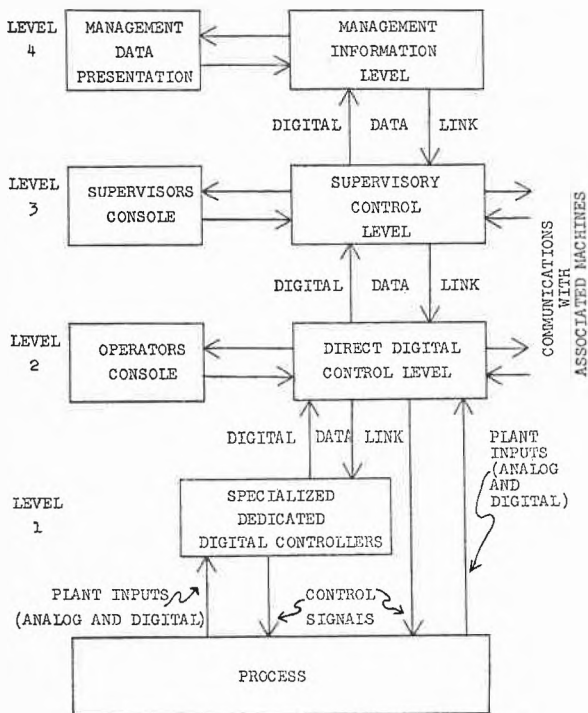 LEVEL
4
MANAGEMENT
DATA
PRESENTATION
MANAGEMENT
INFORMATION
LEVEL
DIGITAL DATA LINK
LEVEL
3
SUPERVISORS
CONSOLE
SUPERVISORY
CONTROL
LEVEL
DIGITAL DATA LINK
COMMUNICATIONS
WITH
ASSOCIATED MACHINES
LEVEL
2
OPERATORS
CONSOLE
DIRECT DIGITAL
CONTROL LEVEL
DIGITAL DATA LINK
PLANT
INPUTS
(ANALOG
AND
DIGITAL)
LEVEL
1
SPECIALIZED
DEDICATED
DIGITAL CONTROLLERS
PLANT INPUTS
(ANALOG AND DIGITAL)
CONTROL
SIGNALS
PROCESS